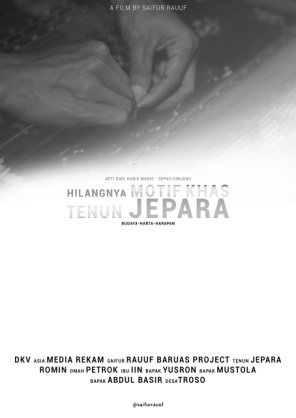 A FILM BY SAIFUR RAUUF
ARTI DARI HABIS MANIS - SEPAH DIBUANG
HILANGNYA MOTIF KHAS
TENUN JEPARA
BUDAYA-HARTA-HARAPAN
DKV ASIA MEDIA REKAM SAIFUR RAUUF BARUAS PROJECT TENUN JEPARA
ROMIN OMAH PETROK IBU IIN BAPAK YUSRON BAPAK MUSTOLA
BAPAK ABDUL BASIR DESA TROSO
@saifurrauuf